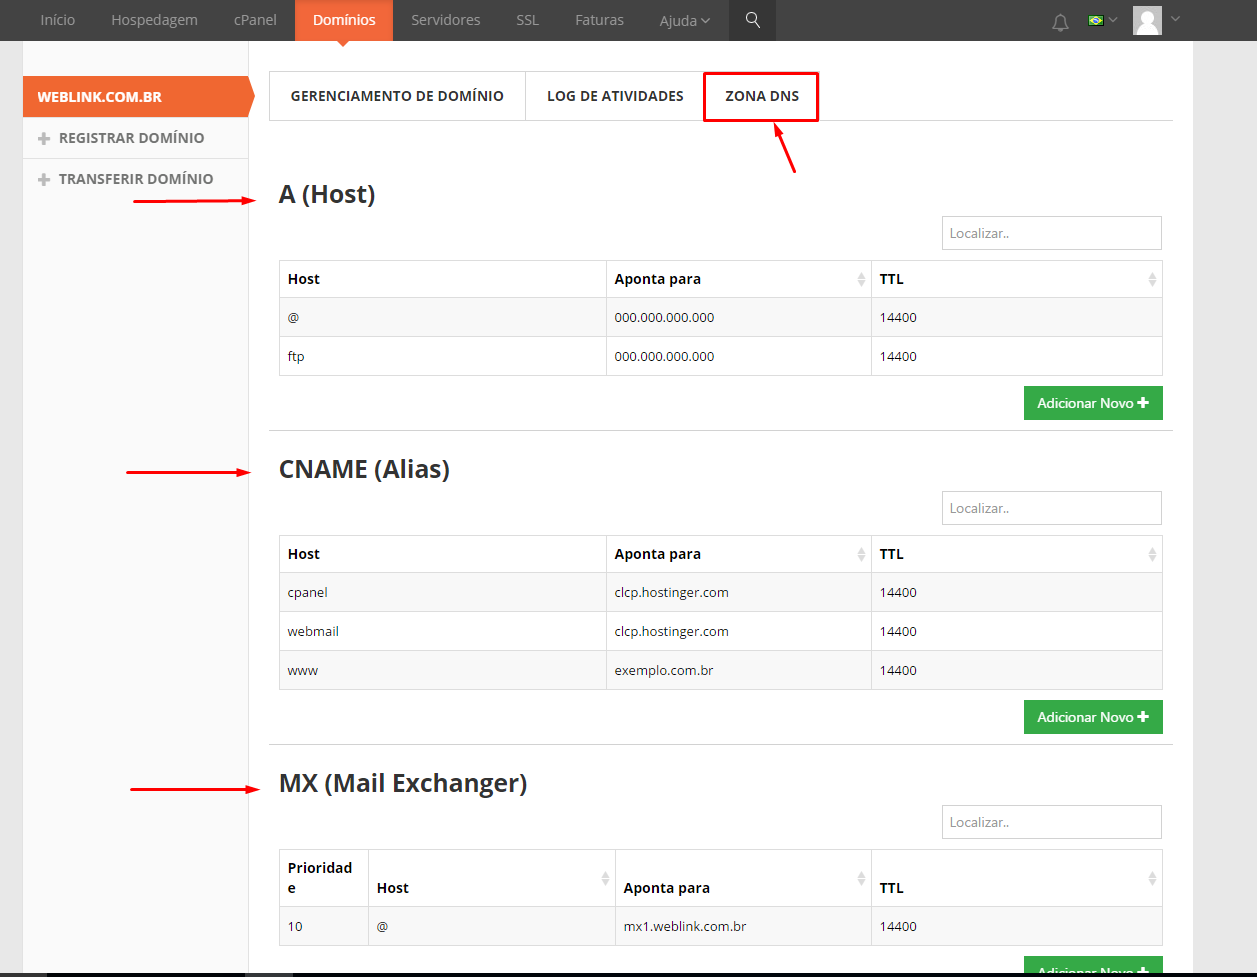 Início Hospedagem cPanel Domínios Servidores SSL Faturas Ajuda
WEBLINK.COM.BR
REGISTRAR DOMÍNIO
TRANSFERIR DOMÍNIO
GERENCIAMENTO DE DOMÍNIO LOG DE ATIVIDADES ZONA DNS
A (Host)
Localizar..
Host Aponta para TTL
@ 000.000.000.000 14400
ftp 000.000.000.000 14400
Adicionar Novo
CNAME (Alias)
Localizar..
Host Aponta para TTL
cpanel clcp.hostinger.com 14400
webmail clcp.hostinger.com 14400
www exemplo.com.br 14400
Adicionar Novo
MX (Mail Exchanger)
Localizar..
Prioridad
e Host Aponta para TTL
10 @ mx1.weblink.com.br 14400
Adicionar Novo